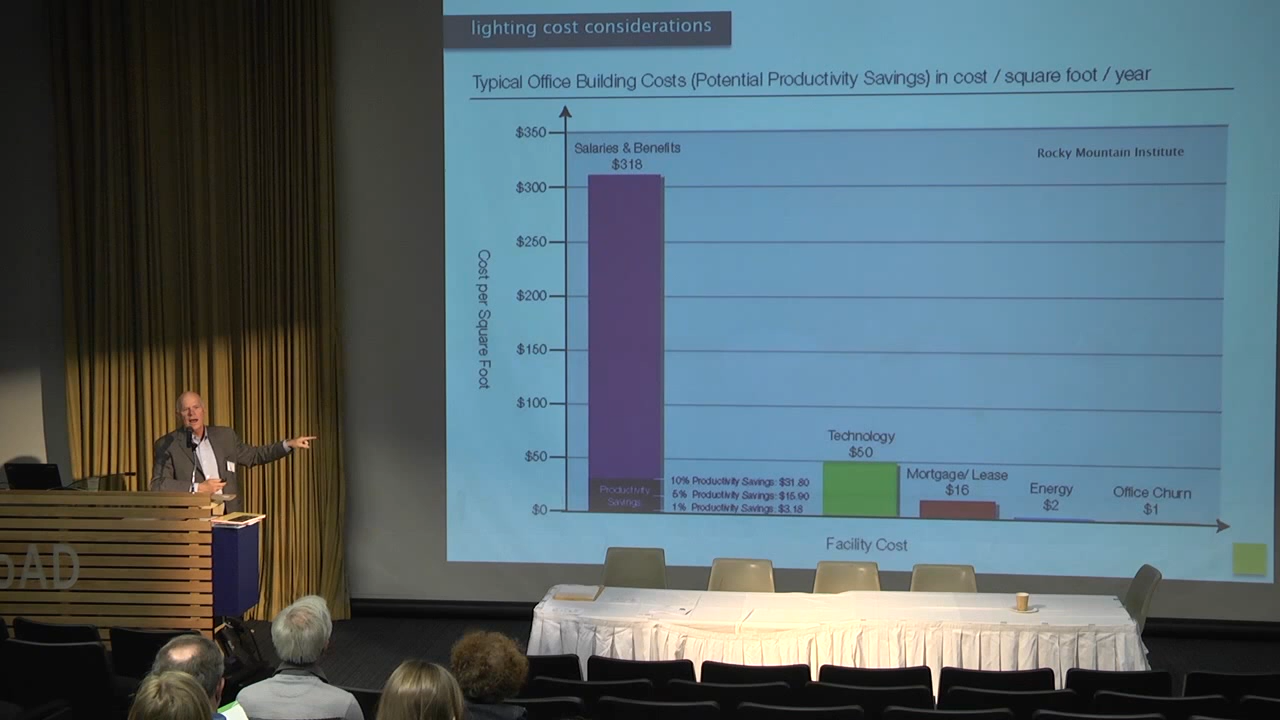 lighting cost considerations
Typical Office Building Costs (Potential Productivity Savings) in cost / square foot / year
$350
Salaries & Benefits
$318
Rocky Mountain Institute
$300
$250
$200
$150
$100
$50
$0
Cost per Square Foot
Productivity
Savings
10% Productivity Savings: $31.80
5% Productivity Savings: $15.90
1% Productivity Savings: $3.18
Technology
$50
Mortgage/ Lease
$16
Energy
$2
Office Churn
$1
Facility Cost
AD